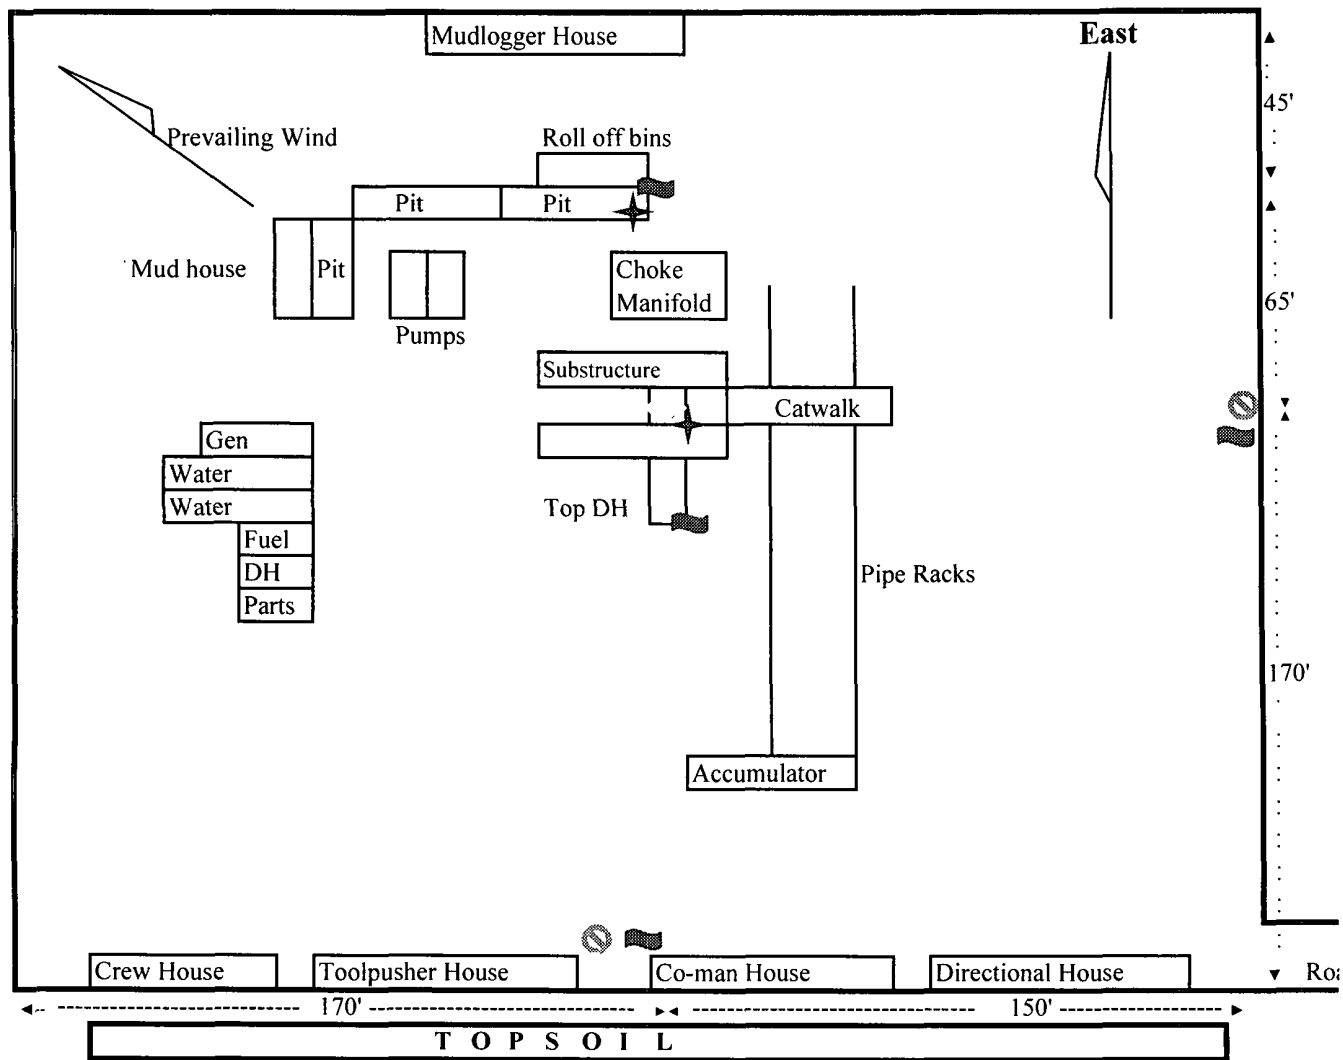 Mudlogger House
East
45'
Prevailing Wind
Roll off bins
Pit
Pit
Mud house
Pit
Choke
Manifold
65'
Pumps
Substructure
Catwalk
Gen
Water
Water
Top DH
Fuel
DH
Pipe Racks
Parts
170'
Accumulator
Crew House
Toolpusher House
Co-man House
Directional House
170'
150'
T O P S O I L